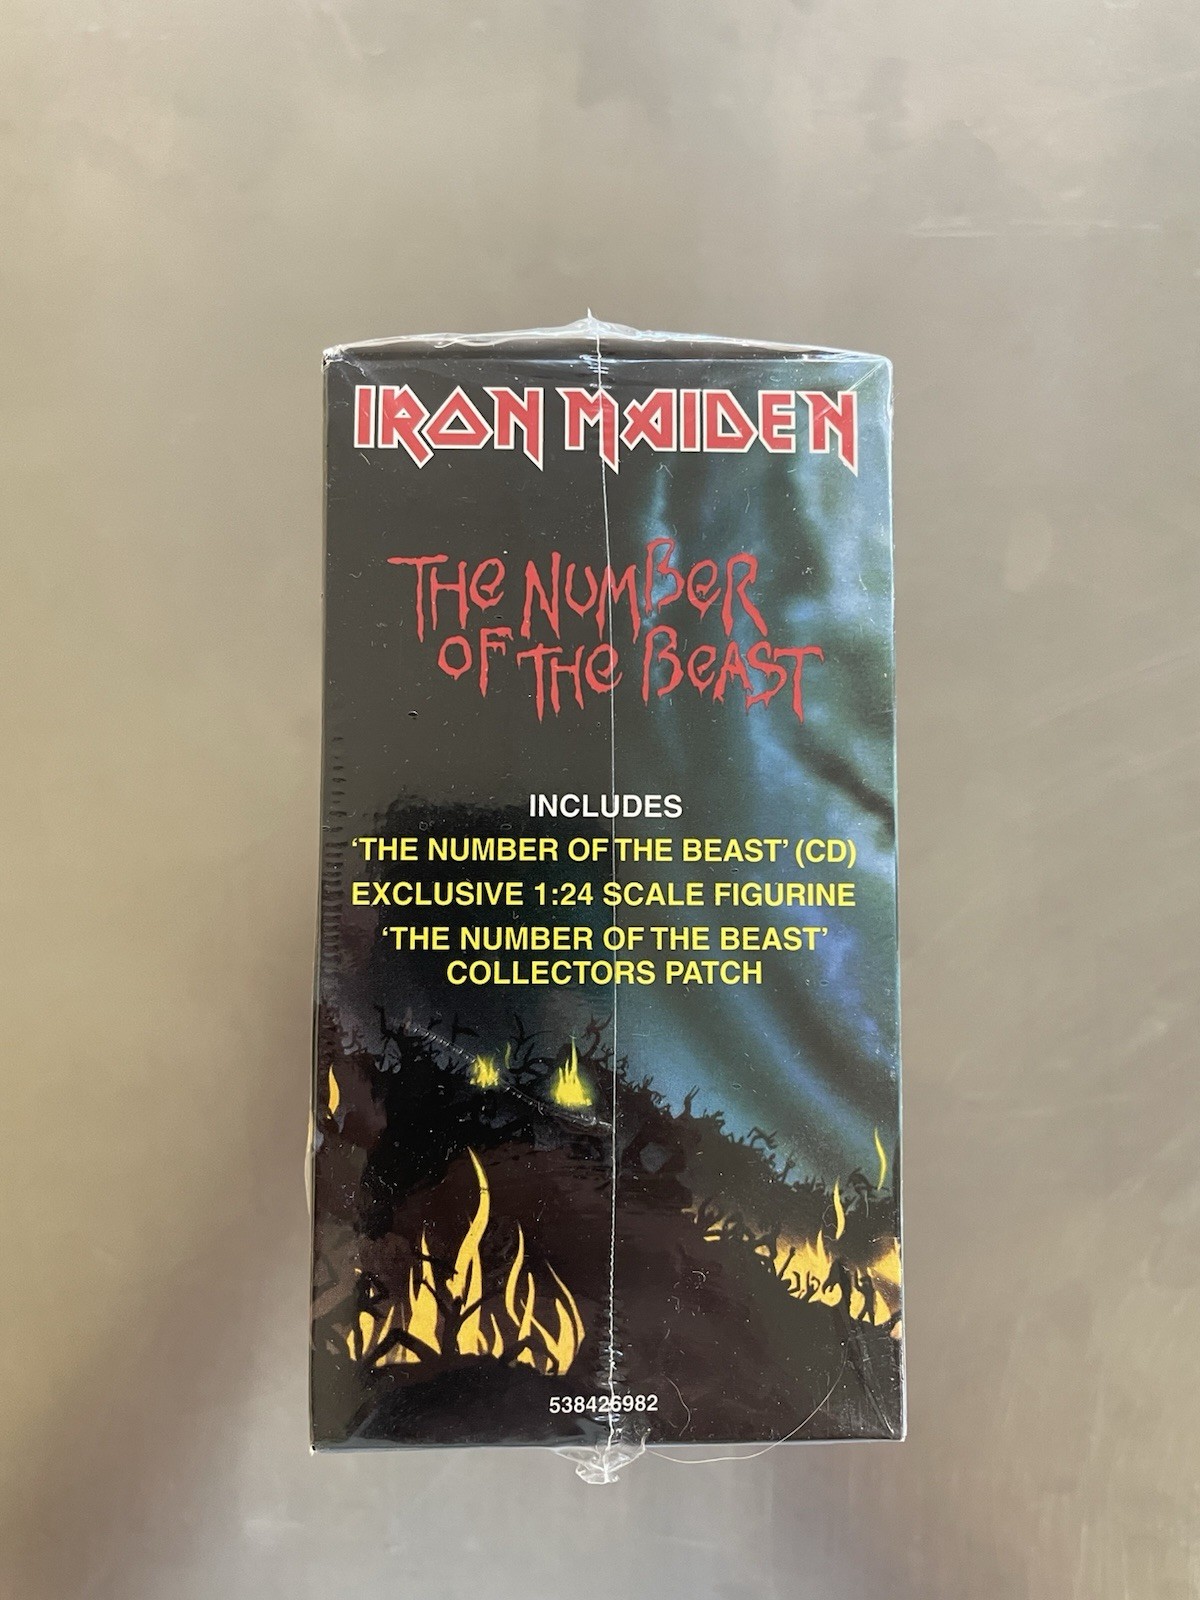 IRON MAIDEN
THE NUMBER
OF THE BEAST
INCLUDES
‘THE NUMBER OF THE BEAST’ (CD)
EXCLUSIVE 1:24 SCALE FIGURINE
‘THE NUMBER OF THE BEAST’
COLLECTORS PATCH
538426982